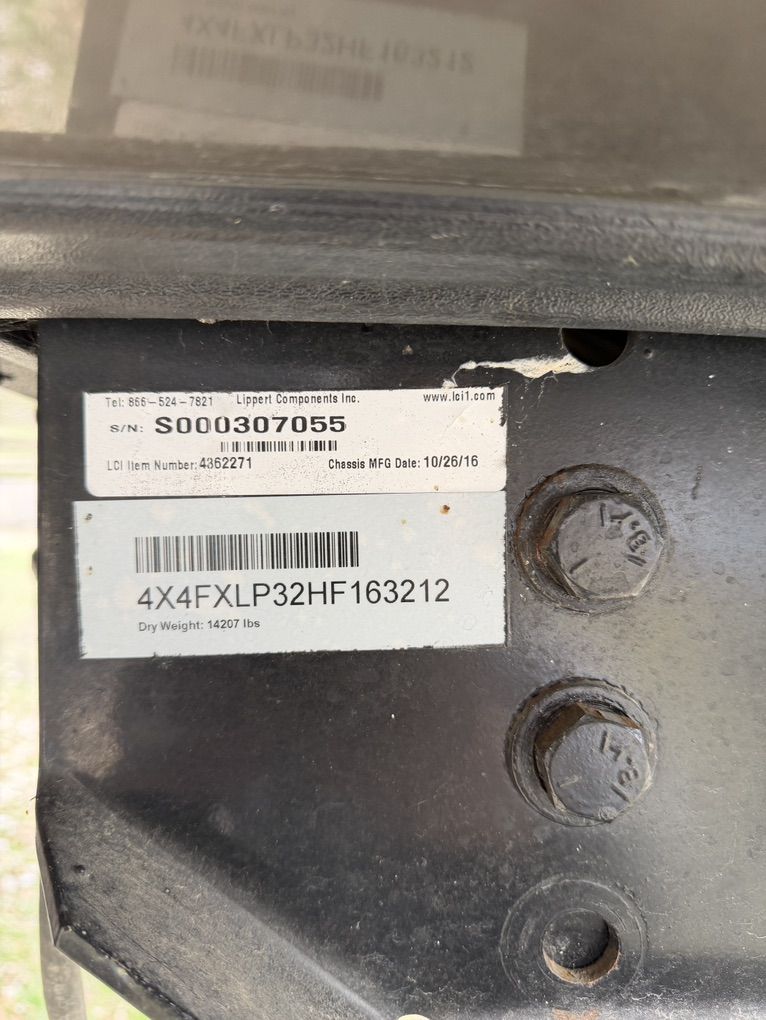 4X4FXLP32HF163212
Tel: 866-524-7821 Lippert Components Inc. www.lci1.com
S/N: S000307055
LCI Item Number: 4362271 Chassis MFG Date: 10/26/16
4X4FXLP32HF163212
Dry Weight: 14207 lbs